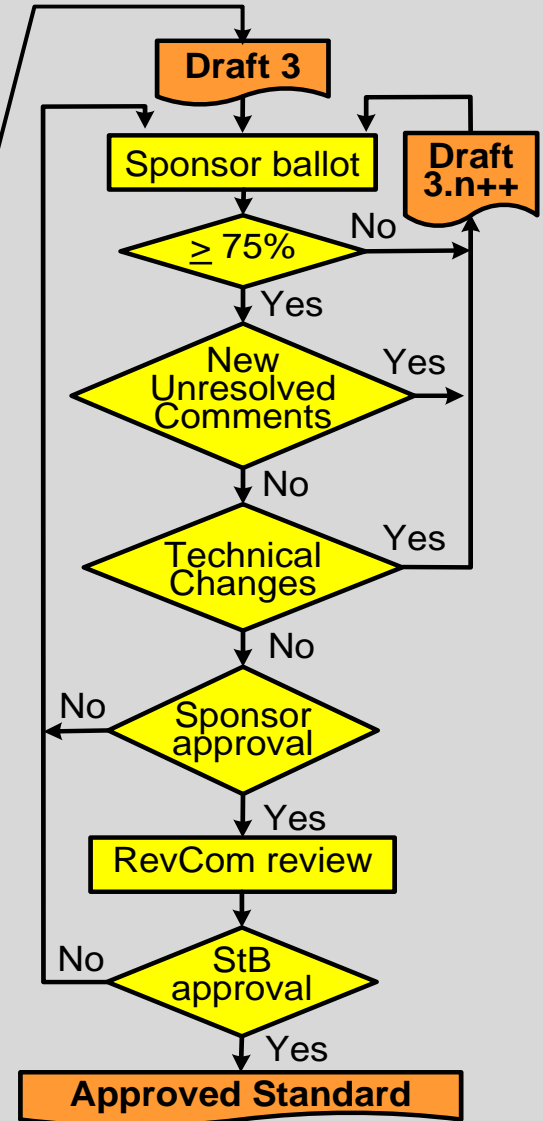 Draft 3
Sponsor ballot
Draft
3.n++
≥ 75%
No
Yes
New
Unresolved
Comments
Yes
No
Technical
Changes
Yes
No
Sponsor
approval
No
Yes
RevCom review
StB
approval
No
Yes
Approved Standard